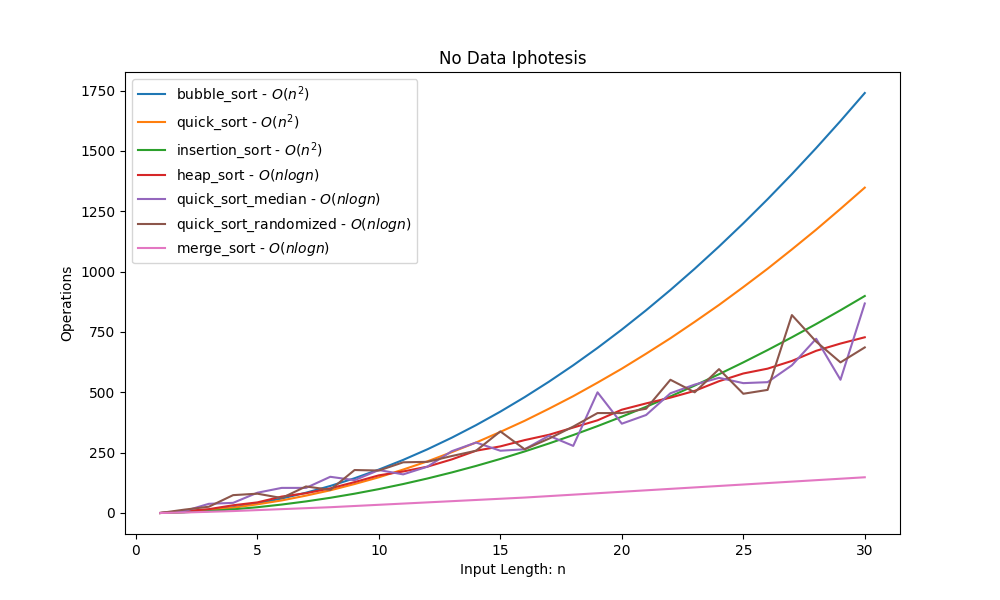 No Data Iphotesis
bubble_sort - O(n²)
quick_sort - O(n²)
insertion_sort - O(n²)
heap_sort - O(nlogn)
quick_sort_median - O(nlogn)
quick_sort_randomized - O(nlogn)
merge_sort - O(nlogn)
Operations
1750
1500
1250
1000
750
500
250
0
0 5 10 15 20 25 30
Input Length: n